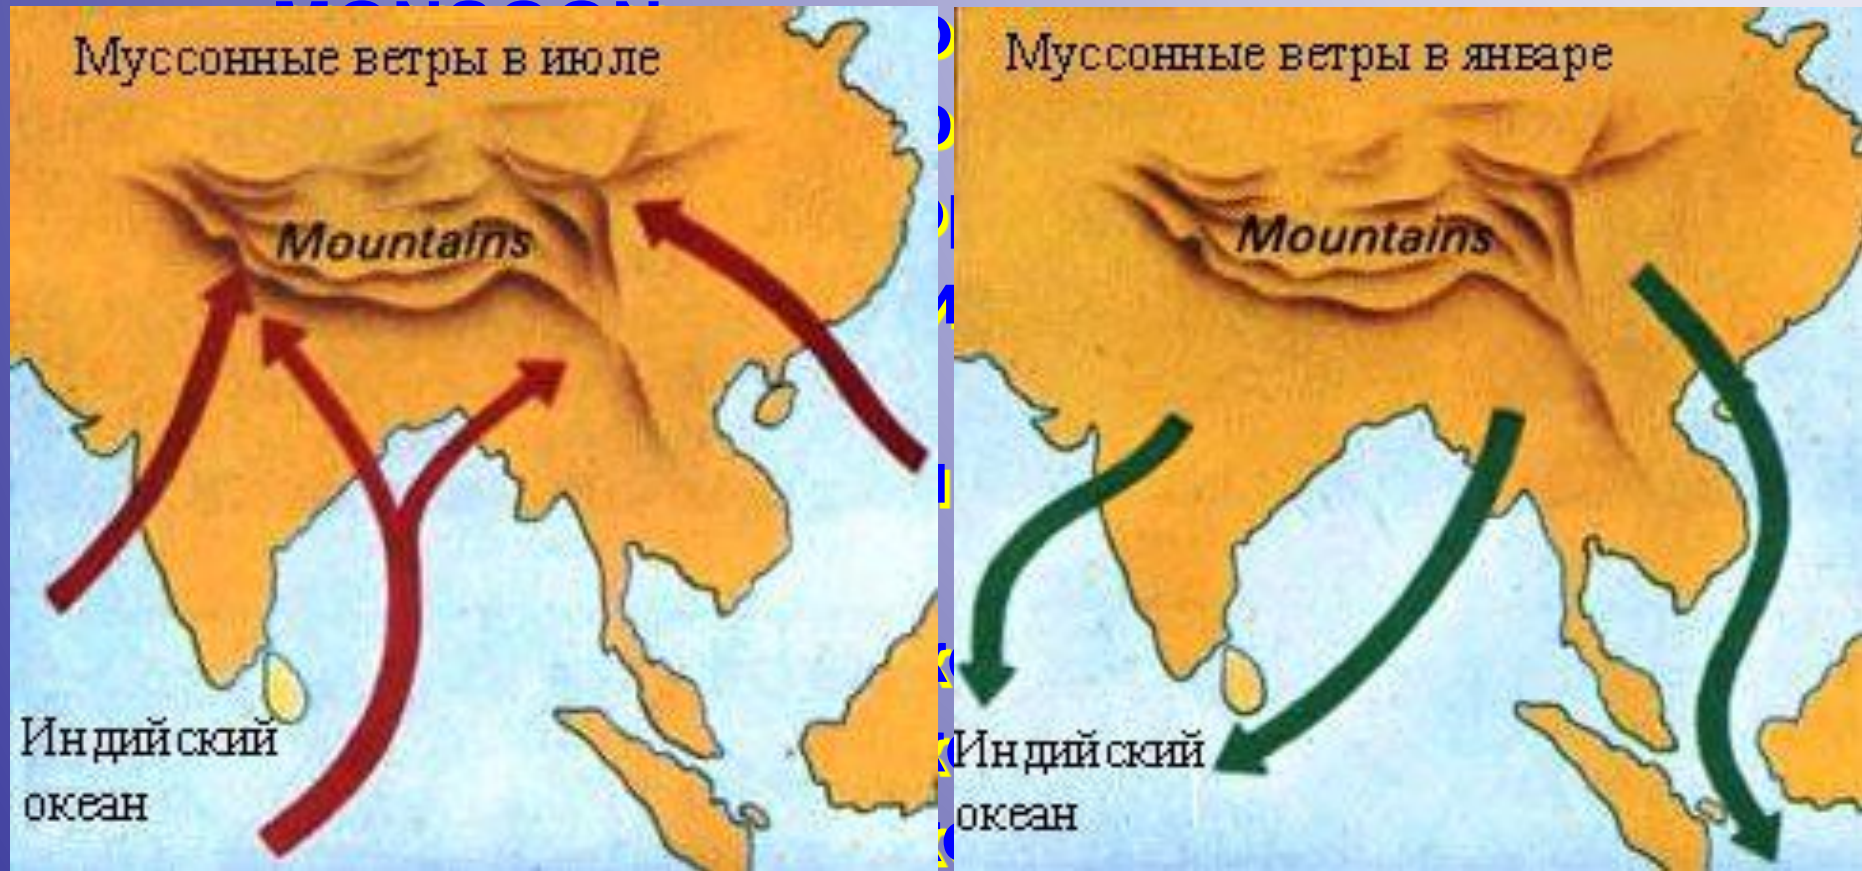 Муссонные ветры в июле
Mountains
Индийский
океан
Муссонные ветры в январе
Mountains
Индийский
океан